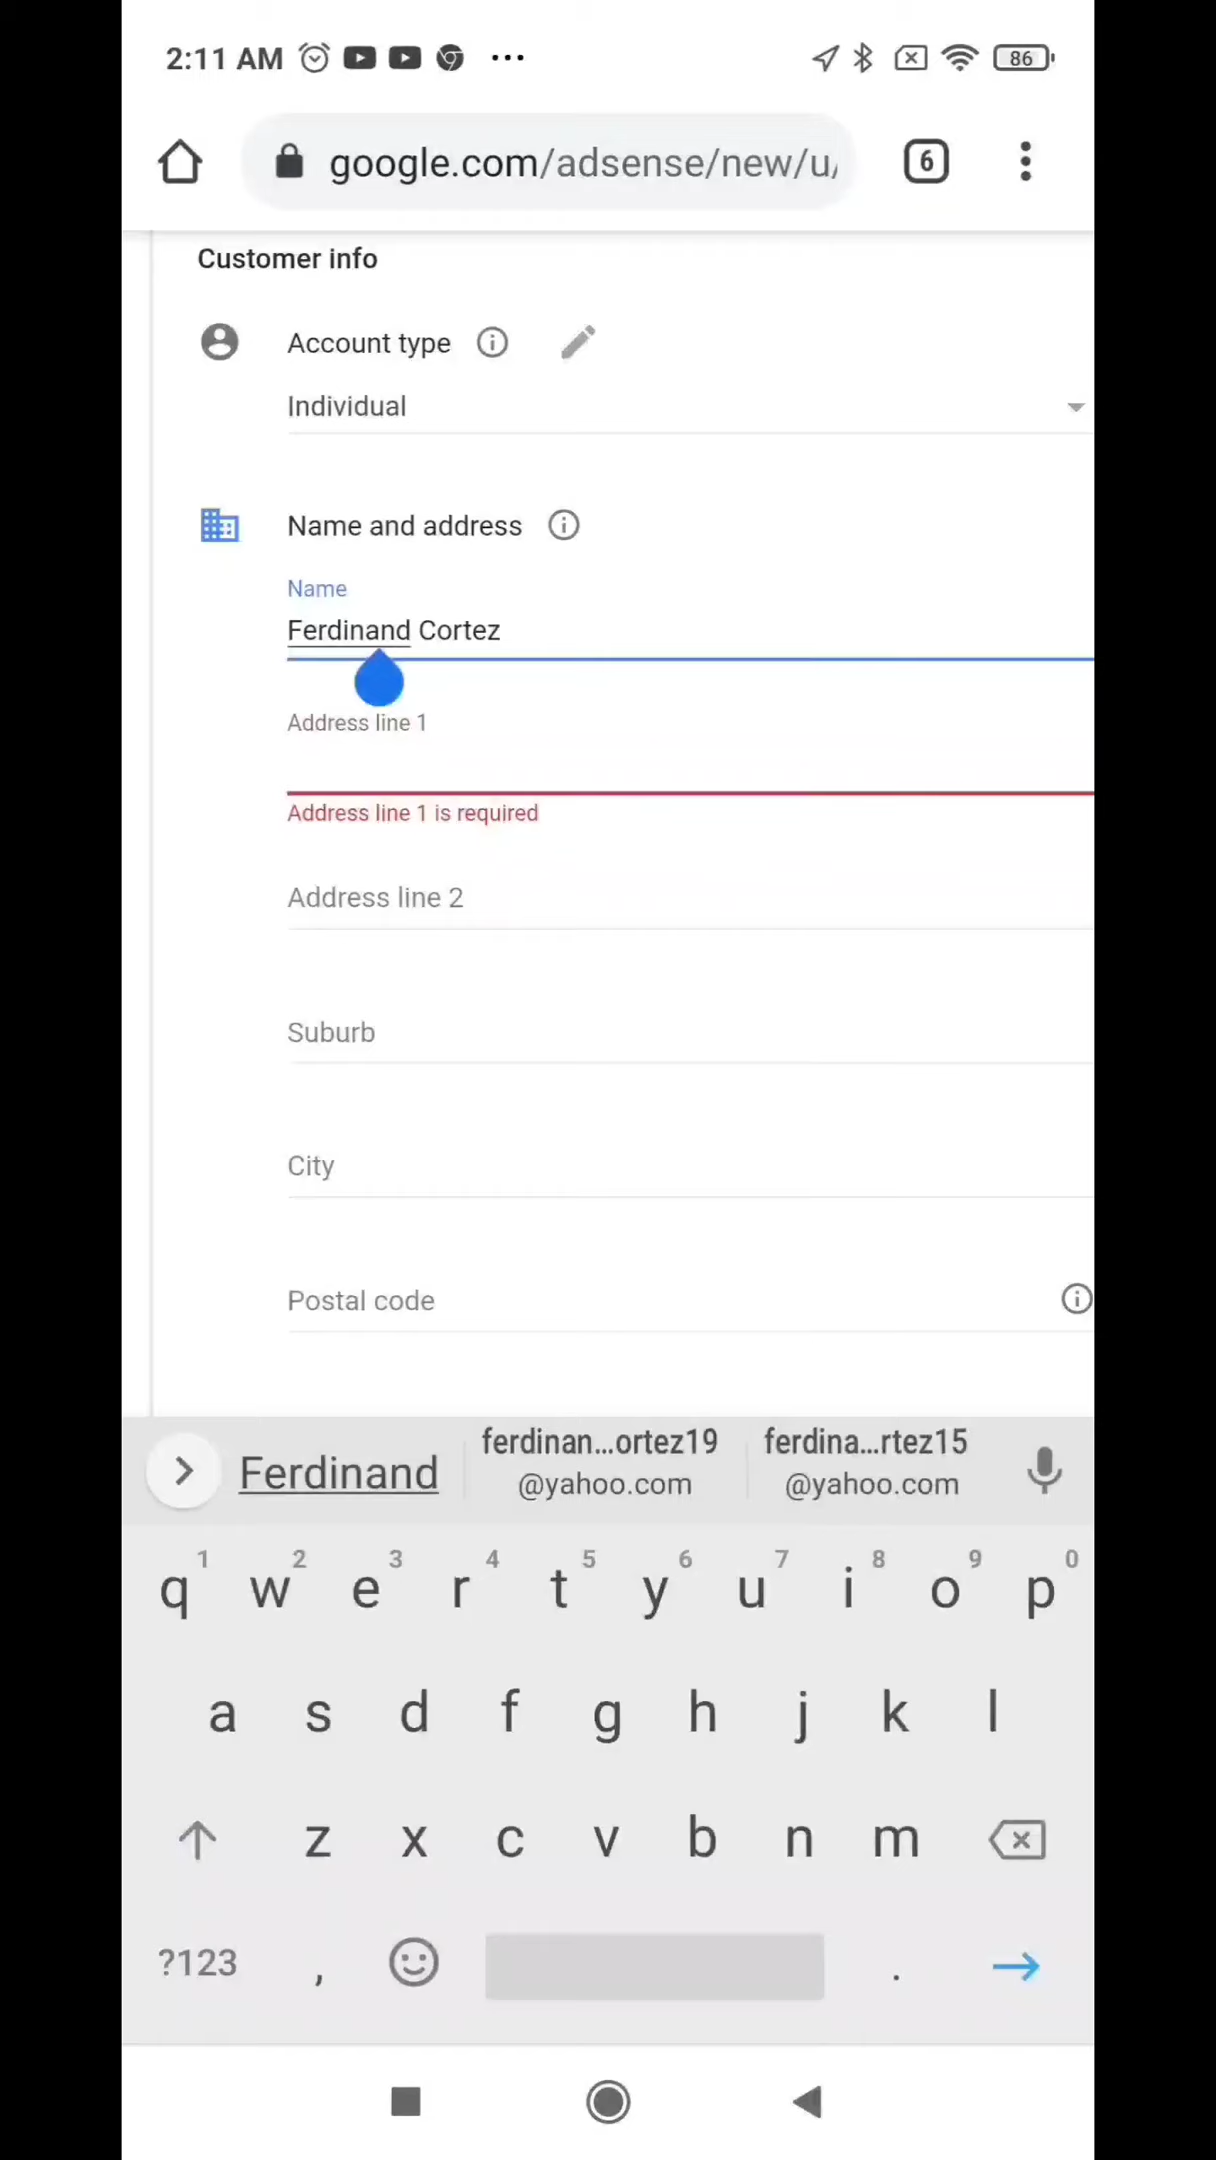 2:11 AM ... 86
google.com/adsense/new/u/ 6
Customer info
Account type
Individual
Name and address
Name
Ferdinand Cortez
Address line 1
Address line 1 is required
Address line 2
Suburb
City
Postal code
Ferdinand ferdinan...ortez19 ferdina...rtez15
@yahoo.com @yahoo.com
1 2 3 4 5 6 7 8 9 0
q w e r t y u i o p
a s d f g h j k l
z x c v b n m
?123 , .